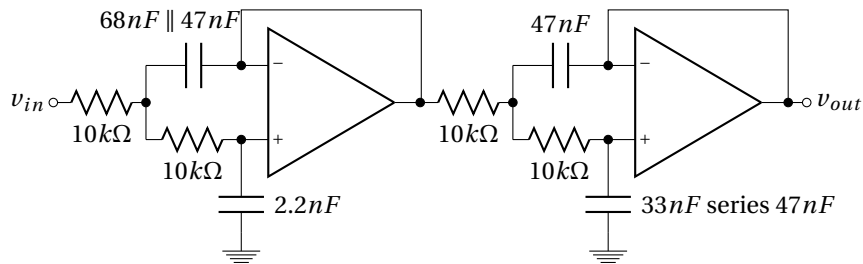 68nF ∥ 47nF
47nF
−
−
v_in
10kΩ
10kΩ
v_out
+
+
10kΩ
10kΩ
2.2nF
33nF series 47nF